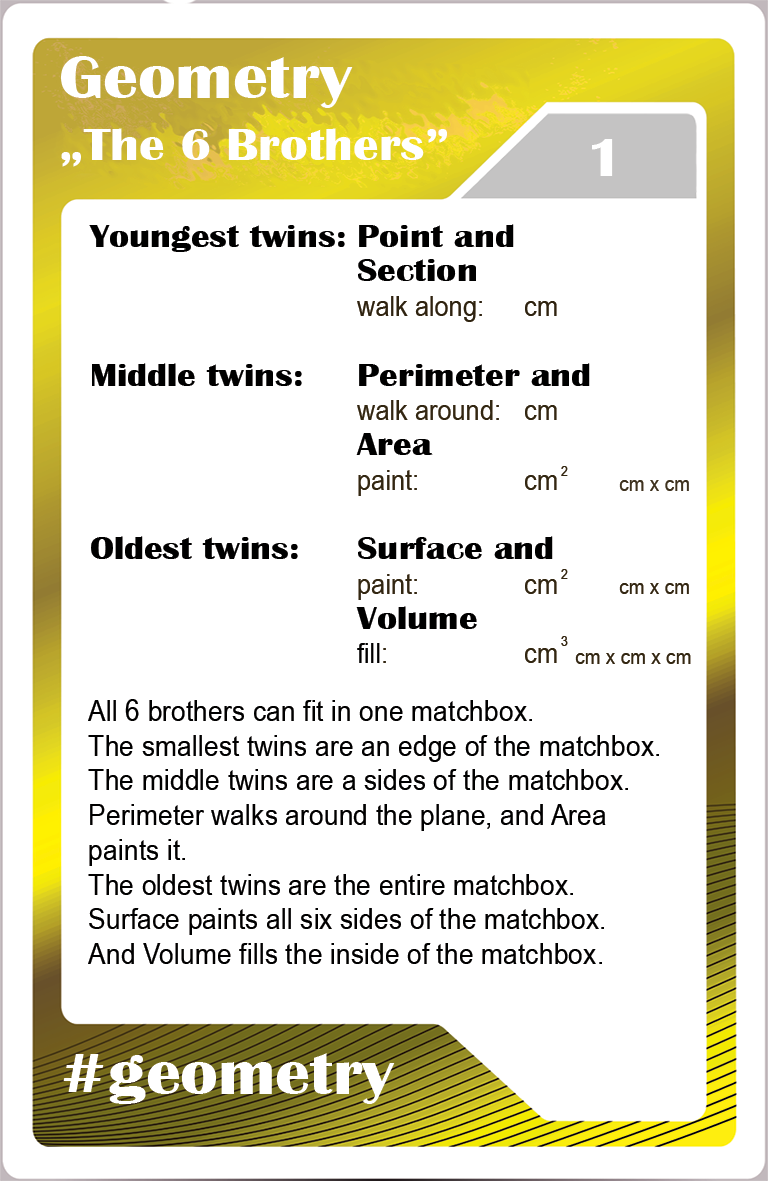 Geometry
„The 6 Brothers”
1
Youngest twins: Point and
Section
walk along: cm
Middle twins: Perimeter and
walk around: cm
Area
paint: cm² cm x cm
Oldest twins: Surface and
paint: cm² cm x cm
Volume
fill: cm³ cm x cm x cm
All 6 brothers can fit in one matchbox.
The smallest twins are an edge of the matchbox.
The middle twins are a sides of the matchbox.
Perimeter walks around the plane, and Area
paints it.
The oldest twins are the entire matchbox.
Surface paints all six sides of the matchbox.
And Volume fills the inside of the matchbox.
#geometry